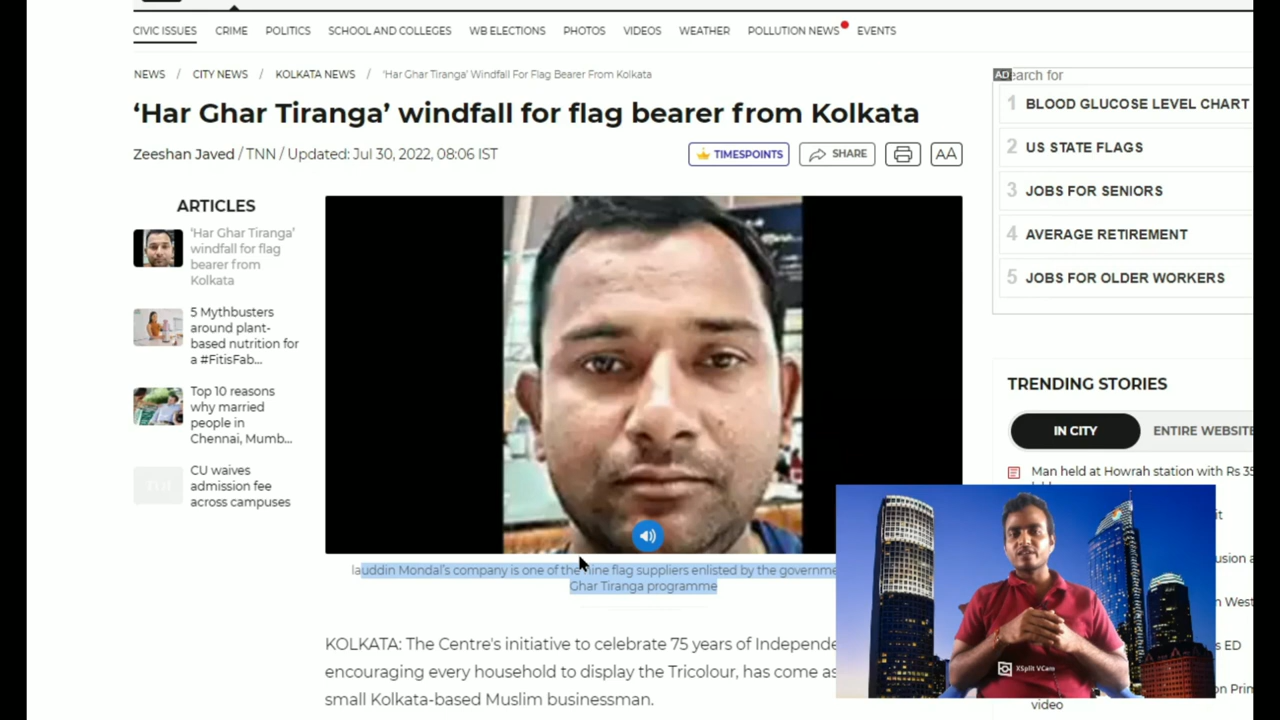 CIVIC ISSUES CRIME POLITICS SCHOOL AND COLLEGES WB ELECTIONS PHOTOS VIDEOS WEATHER POLLUTION NEWS EVENTS
NEWS / CITY NEWS / KOLKATA NEWS / 'Har Ghar Tiranga' Windfall For Flag Bearer From Kolkata
‘Har Ghar Tiranga’ windfall for flag bearer from Kolkata
Zeeshan Javed / TNN / Updated: Jul 30, 2022, 08:06 IST
TIMESPOINTS
SHARE
AA
ARTICLES
'Har Ghar Tiranga'
windfall for flag
bearer from
Kolkata
5 Mythbusters
around plant-
based nutrition for
a #FitisFab...
Top 10 reasons
why married
people in
Chennai, Mumb...
CU waives
admission fee
across campuses
lauddin Mondal's company is one of the nine flag suppliers enlisted by the governme
Ghar Tiranga programme
KOLKATA: The Centre's initiative to celebrate 75 years of Independe
encouraging every household to display the Tricolour, has come as
small Kolkata-based Muslim businessman.
AD
earch for
1 BLOOD GLUCOSE LEVEL CHART
2 US STATE FLAGS
3 JOBS FOR SENIORS
4 AVERAGE RETIREMENT
5 JOBS FOR OLDER WORKERS
TRENDING STORIES
IN CITY
ENTIRE WEBSITE
Man held at Howrah station with Rs 35
it
usion a
n West
ED
on Prim
video
XSplit VCam